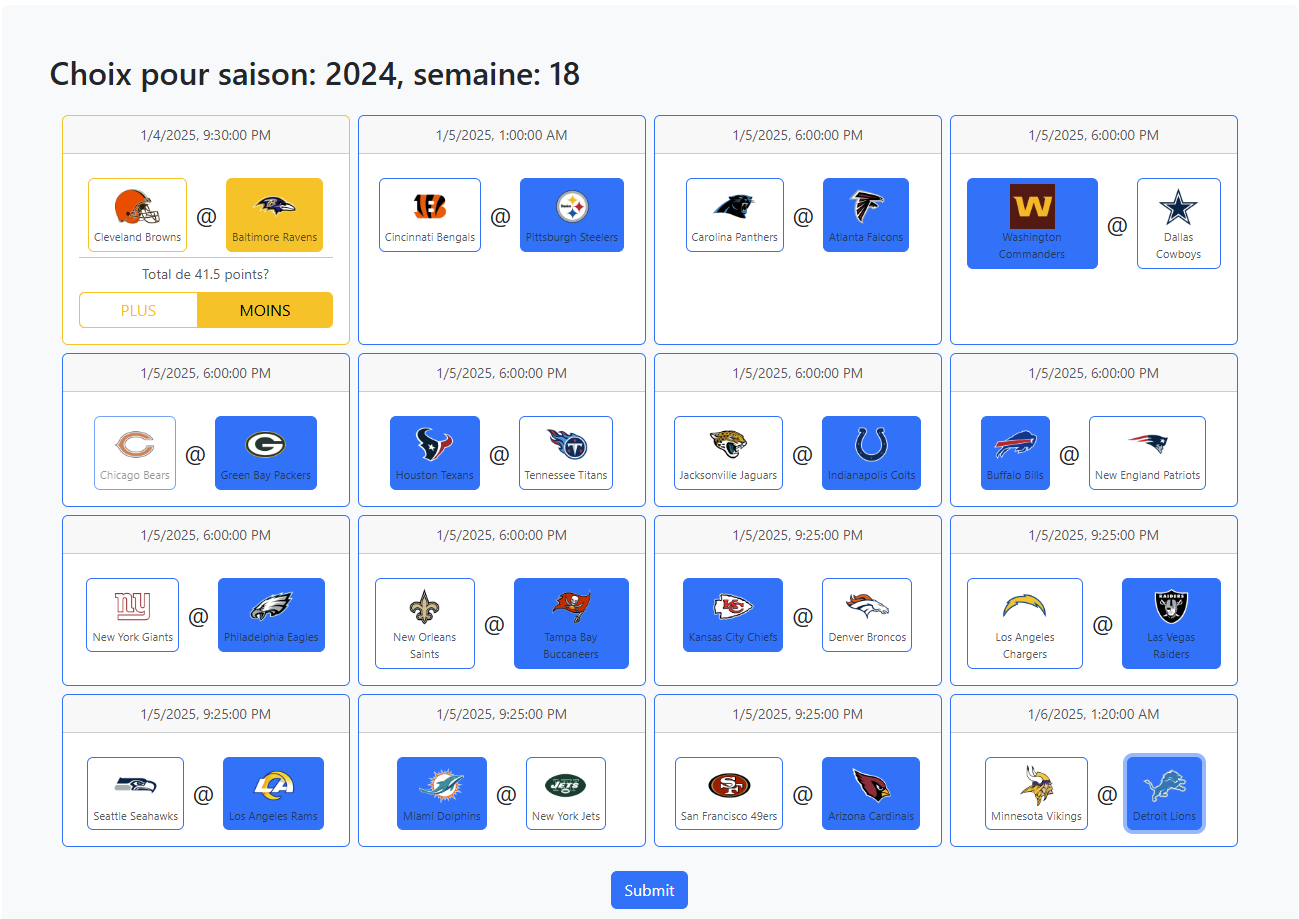 Choix pour saison: 2024, semaine: 18
1/4/2025, 9:30:00 PM
Cleveland Browns
@
Baltimore Ravens
Total de 41.5 points?
PLUS
MOINS
1/5/2025, 1:00:00 AM
Cincinnati Bengals
@
Pittsburgh Steelers
1/5/2025, 6:00:00 PM
Carolina Panthers
@
Atlanta Falcons
1/5/2025, 6:00:00 PM
W
Washington
Commanders
@
Dallas
Cowboys
1/5/2025, 6:00:00 PM
Chicago Bears
@
G
Green Bay Packers
1/5/2025, 6:00:00 PM
Houston Texans
@
Tennessee Titans
1/5/2025, 6:00:00 PM
Jacksonville Jaguars
@
Indianapolis Colts
1/5/2025, 6:00:00 PM
Buffalo Bills
@
New England Patriots
1/5/2025, 6:00:00 PM
ny
New York Giants
@
Philadelphia Eagles
1/5/2025, 6:00:00 PM
New Orleans
Saints
@
Tampa Bay
Buccaneers
1/5/2025, 9:25:00 PM
KC
Kansas City Chiefs
@
Denver Broncos
1/5/2025, 9:25:00 PM
Los Angeles
Chargers
@
RAIDERS
Las Vegas
Raiders
1/5/2025, 9:25:00 PM
Seattle Seahawks
@
LA
Los Angeles Rams
1/5/2025, 9:25:00 PM
Miami Dolphins
@
JETS
New York Jets
1/5/2025, 9:25:00 PM
SF
San Francisco 49ers
@
Arizona Cardinals
1/6/2025, 1:20:00 AM
Minnesota Vikings
@
Detroit Lions
Submit